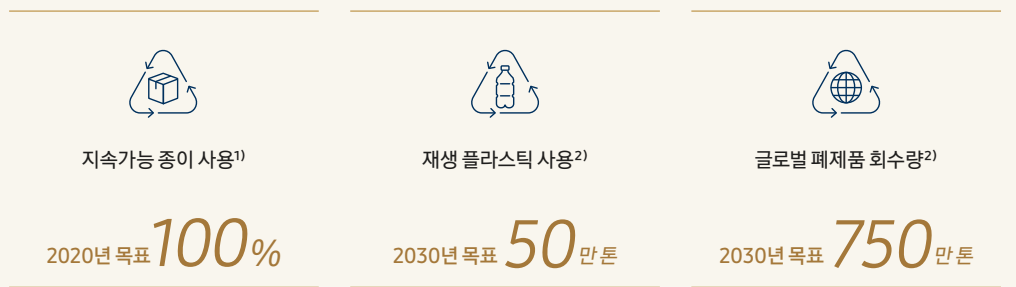 지속가능 종이 사용1)
2020년 목표 100%
재생 플라스틱 사용2)
2030년 목표 50만 톤
글로벌 폐제품 회수량2)
2030년 목표 750만 톤